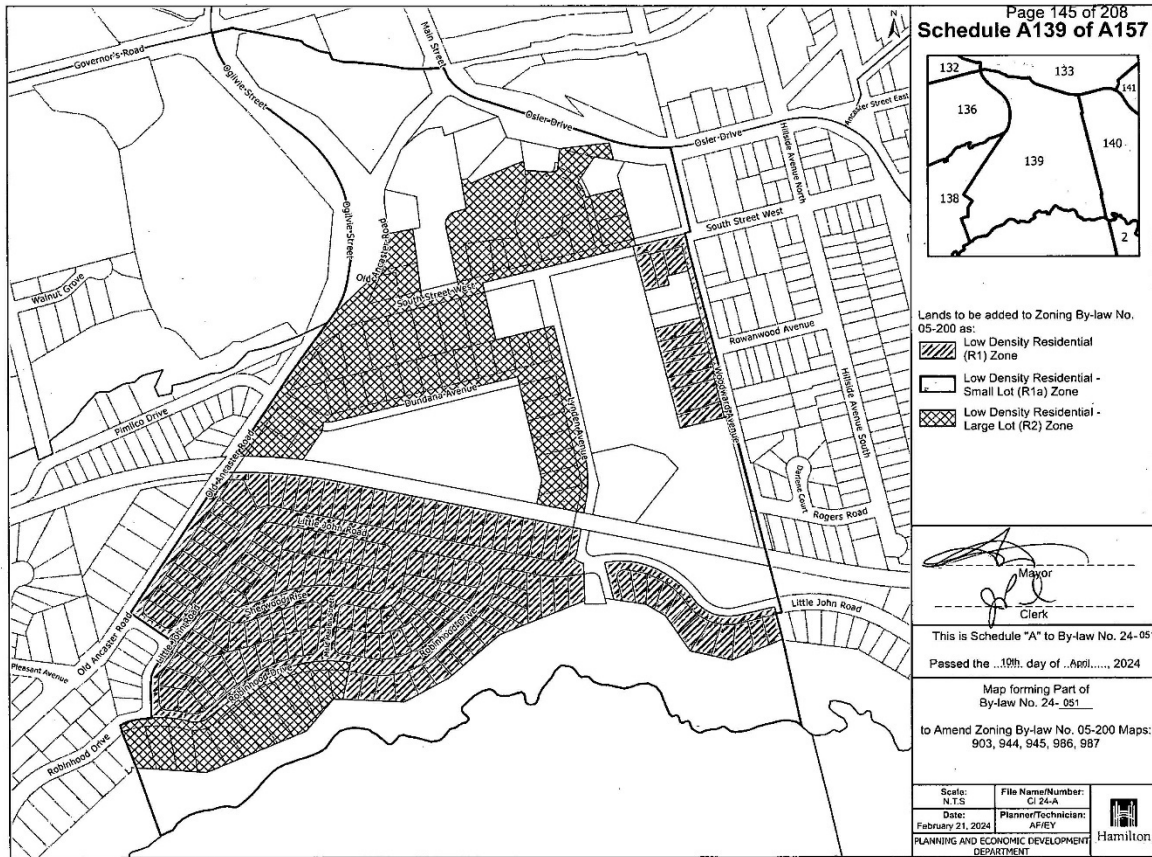 Page 145 of 208
Schedule A139 of A157
Governor's Road
Ogilvie Street
Main Street
N
Osler Drive
Osler Drive
Ancaster Street East
Hillside Avenue North
South Street West
Ogilvie Street
Old Ancaster Road
South Street West
Walnut Grove
Rowanwood Avenue
Woodward Avenue
Hillside Avenue South
Dundana Avenue
Lynden Avenue
Pimlico Drive
Old Ancaster Road
Darlene Court
Rogers Road
Little John Road
Sherwood Rise
Little John Road
Robinhood Drive
Little John Road
Old Ancaster Road
Pleasant Avenue
Robinhood Drive
Robinhood Drive
132
133
141
136
139
140
138
2
Lands to be added to Zoning By-law No.
05-200 as:
Low Density Residential
(R1) Zone
Low Density Residential -
Small Lot (R1a) Zone
Low Density Residential -
Large Lot (R2) Zone
Mayor
Clerk
This is Schedule "A" to By-law No. 24-051
Passed the ...10th. day of ..April....., 2024
Map forming Part of
By-law No. 24- 051
to Amend Zoning By-law No. 05-200 Maps:
903, 944, 945, 986, 987
Scale:
N.T.S
File Name/Number:
CI 24-A
Date:
February 21, 2024
Planner/Technician:
AF/EY
PLANNING AND ECONOMIC DEVELOPMENT
DEPARTMENT
Hamilton